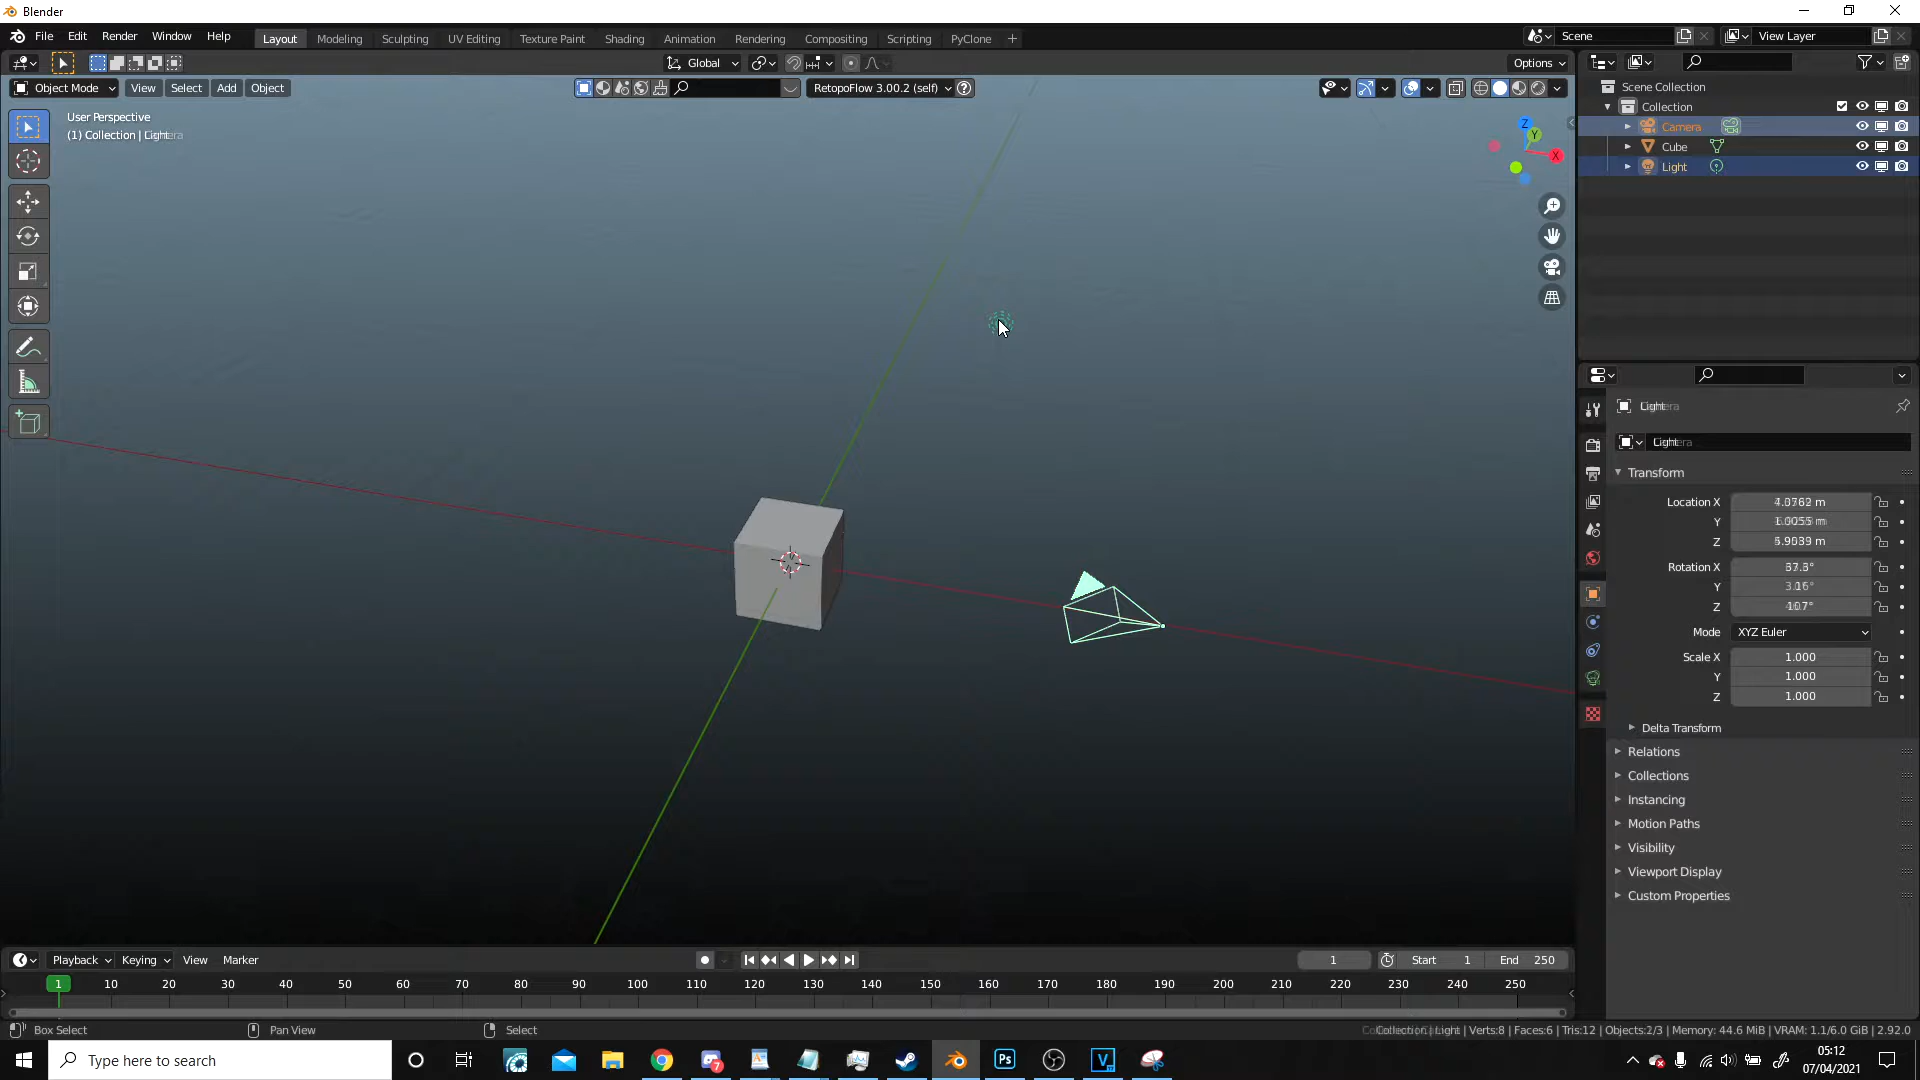 Blender
File Edit Render Window Help Layout Modeling Sculpting UV Editing Texture Paint Shading Animation Rendering Compositing Scripting PyClone Scene View Layer
Global Options
Object Mode View Select Add Object RetopoFlow 3.00.2 (self)
User Perspective
(1) Collection | Light
Z
Y
X
Scene Collection
Collection
Camera
Cube
Light
Light
Light
Transform
Location X 4.0762 m
Y 1.0055 m
Z 5.9039 m
Rotation X 37.3°
Y 3.16°
Z 107°
Mode XYZ Euler
Scale X 1.000
Y 1.000
Z 1.000
Delta Transform
Relations
Collections
Instancing
Motion Paths
Visibility
Viewport Display
Custom Properties
Playback Keying View Marker 1 Start 1 End 250
1 10 20 30 40 50 60 70 80 90 100 110 120 130 140 150 160 170 180 190 200 210 220 230 240 250
Box Select Pan View Select Collection | Light | Verts:8 | Faces:6 | Tris:12 | Objects:2/3 | Memory: 44.6 MiB | VRAM: 1.1/6.0 GiB | 2.92.0
Type here to search
7
Ps
V
05:12
07/04/2021